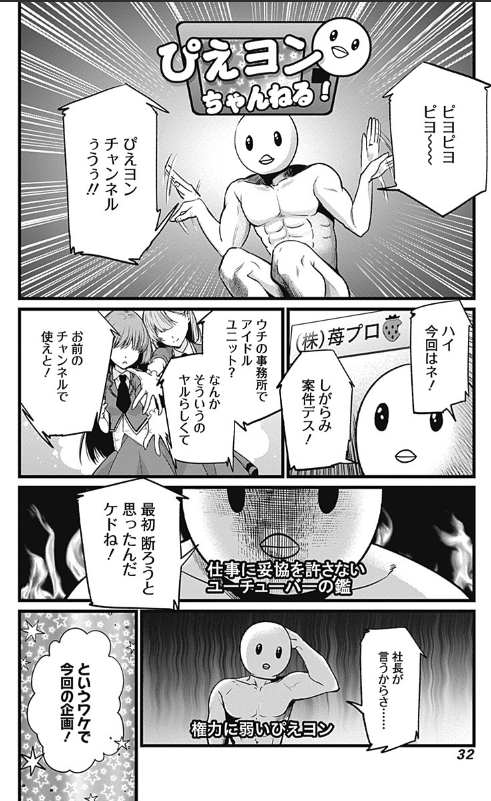 ぴえヨン
ちゃんねる!
ピヨピヨ
ピヨ〜〜
ぴえヨン
チャンネル
ぅうぅ!!
ハイ
今回はネ!
(株)苺プロ
しがらみ
案件デス!
ウチの事務所で
アイドル
ユニット?
なんか
そういうの
ヤルらしくて
お前の
チャンネルで
使えと!
最初 断ろうと
思ったんだ
ケドね!
仕事に妥協を許さない
ユーチューバーの鑑
社長が
言うからさ……
権力に弱いぴえヨン
というワケで
今回の企画!
32